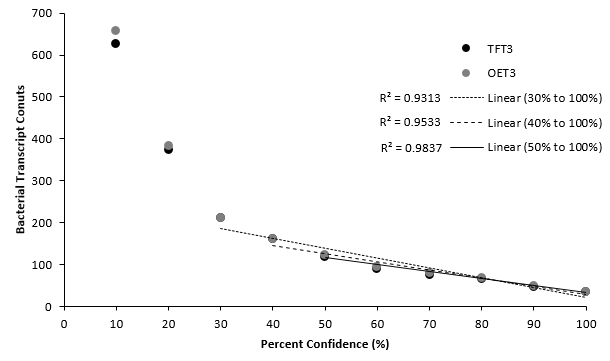 700
600
500
400
300
200
100
0
Bacterial Transcript Conuts
TFT3
OET3
R² = 0.9313 Linear (30% to 100%)
R² = 0.9533 Linear (40% to 100%)
R² = 0.9837 Linear (50% to 100%)
0 10 20 30 40 50 60 70 80 90 100
Percent Confidence (%)